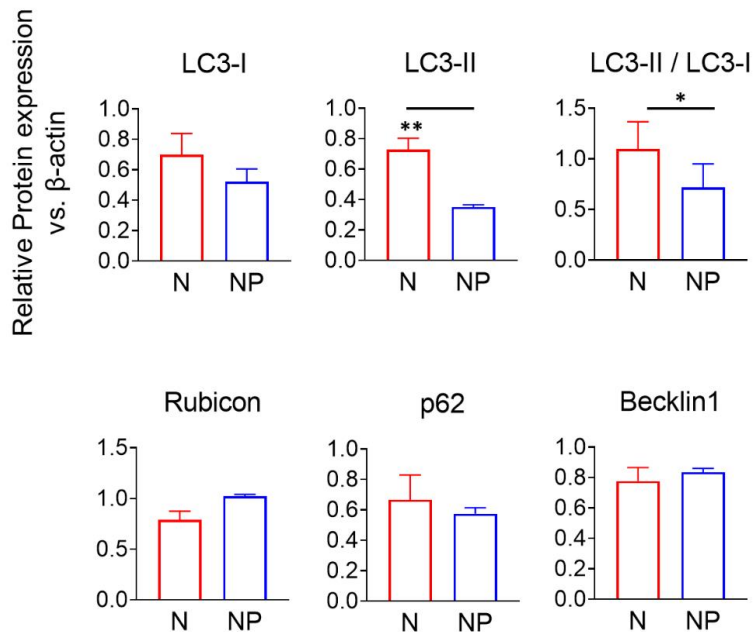 Relative Protein expression
vs. β-actin
LC3-I
1.0
0.8
0.6
0.4
0.2
0.0
N NP
LC3-II
1.0
0.8
0.6
0.4
0.2
0.0
**
N NP
LC3-II / LC3-I
1.5
1.0
0.5
0.0
*
N NP
Rubicon
1.5
1.0
0.5
0.0
N NP
p62
1.0
0.8
0.6
0.4
0.2
0.0
N NP
Becklin1
1.0
0.8
0.6
0.4
0.2
0.0
N NP